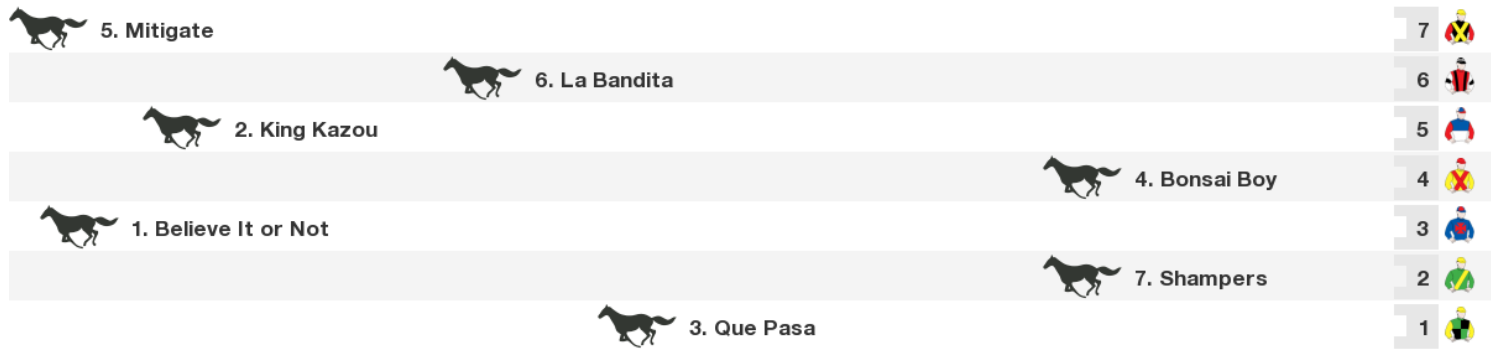 5. Mitigate 7
6. La Bandita 6
2. King Kazou 5
4. Bonsai Boy 4
1. Believe It or Not 3
7. Shampers 2
3. Que Pasa 1